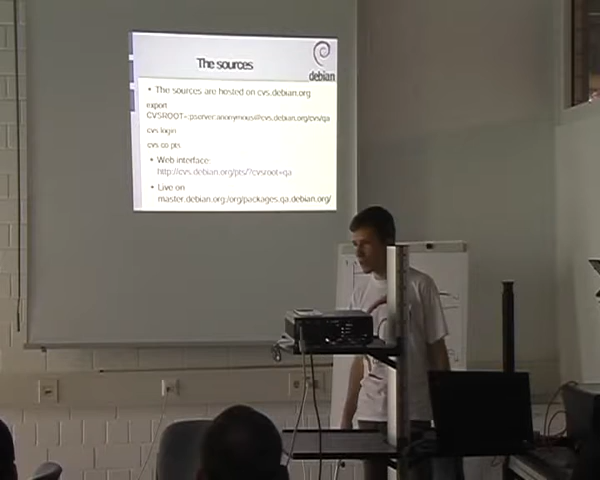 The sources
debian
• The sources are hosted on cvs.debian.org
export
CVSROOT=:pserver:anonymous@cvs.debian.org/cvs/qa
cvs login
cvs co pts
• Web interface:
http://cvs.debian.org/pts/?cvsroot=qa
• Live on
master.debian.org:/org/packages.qa.debian.org/